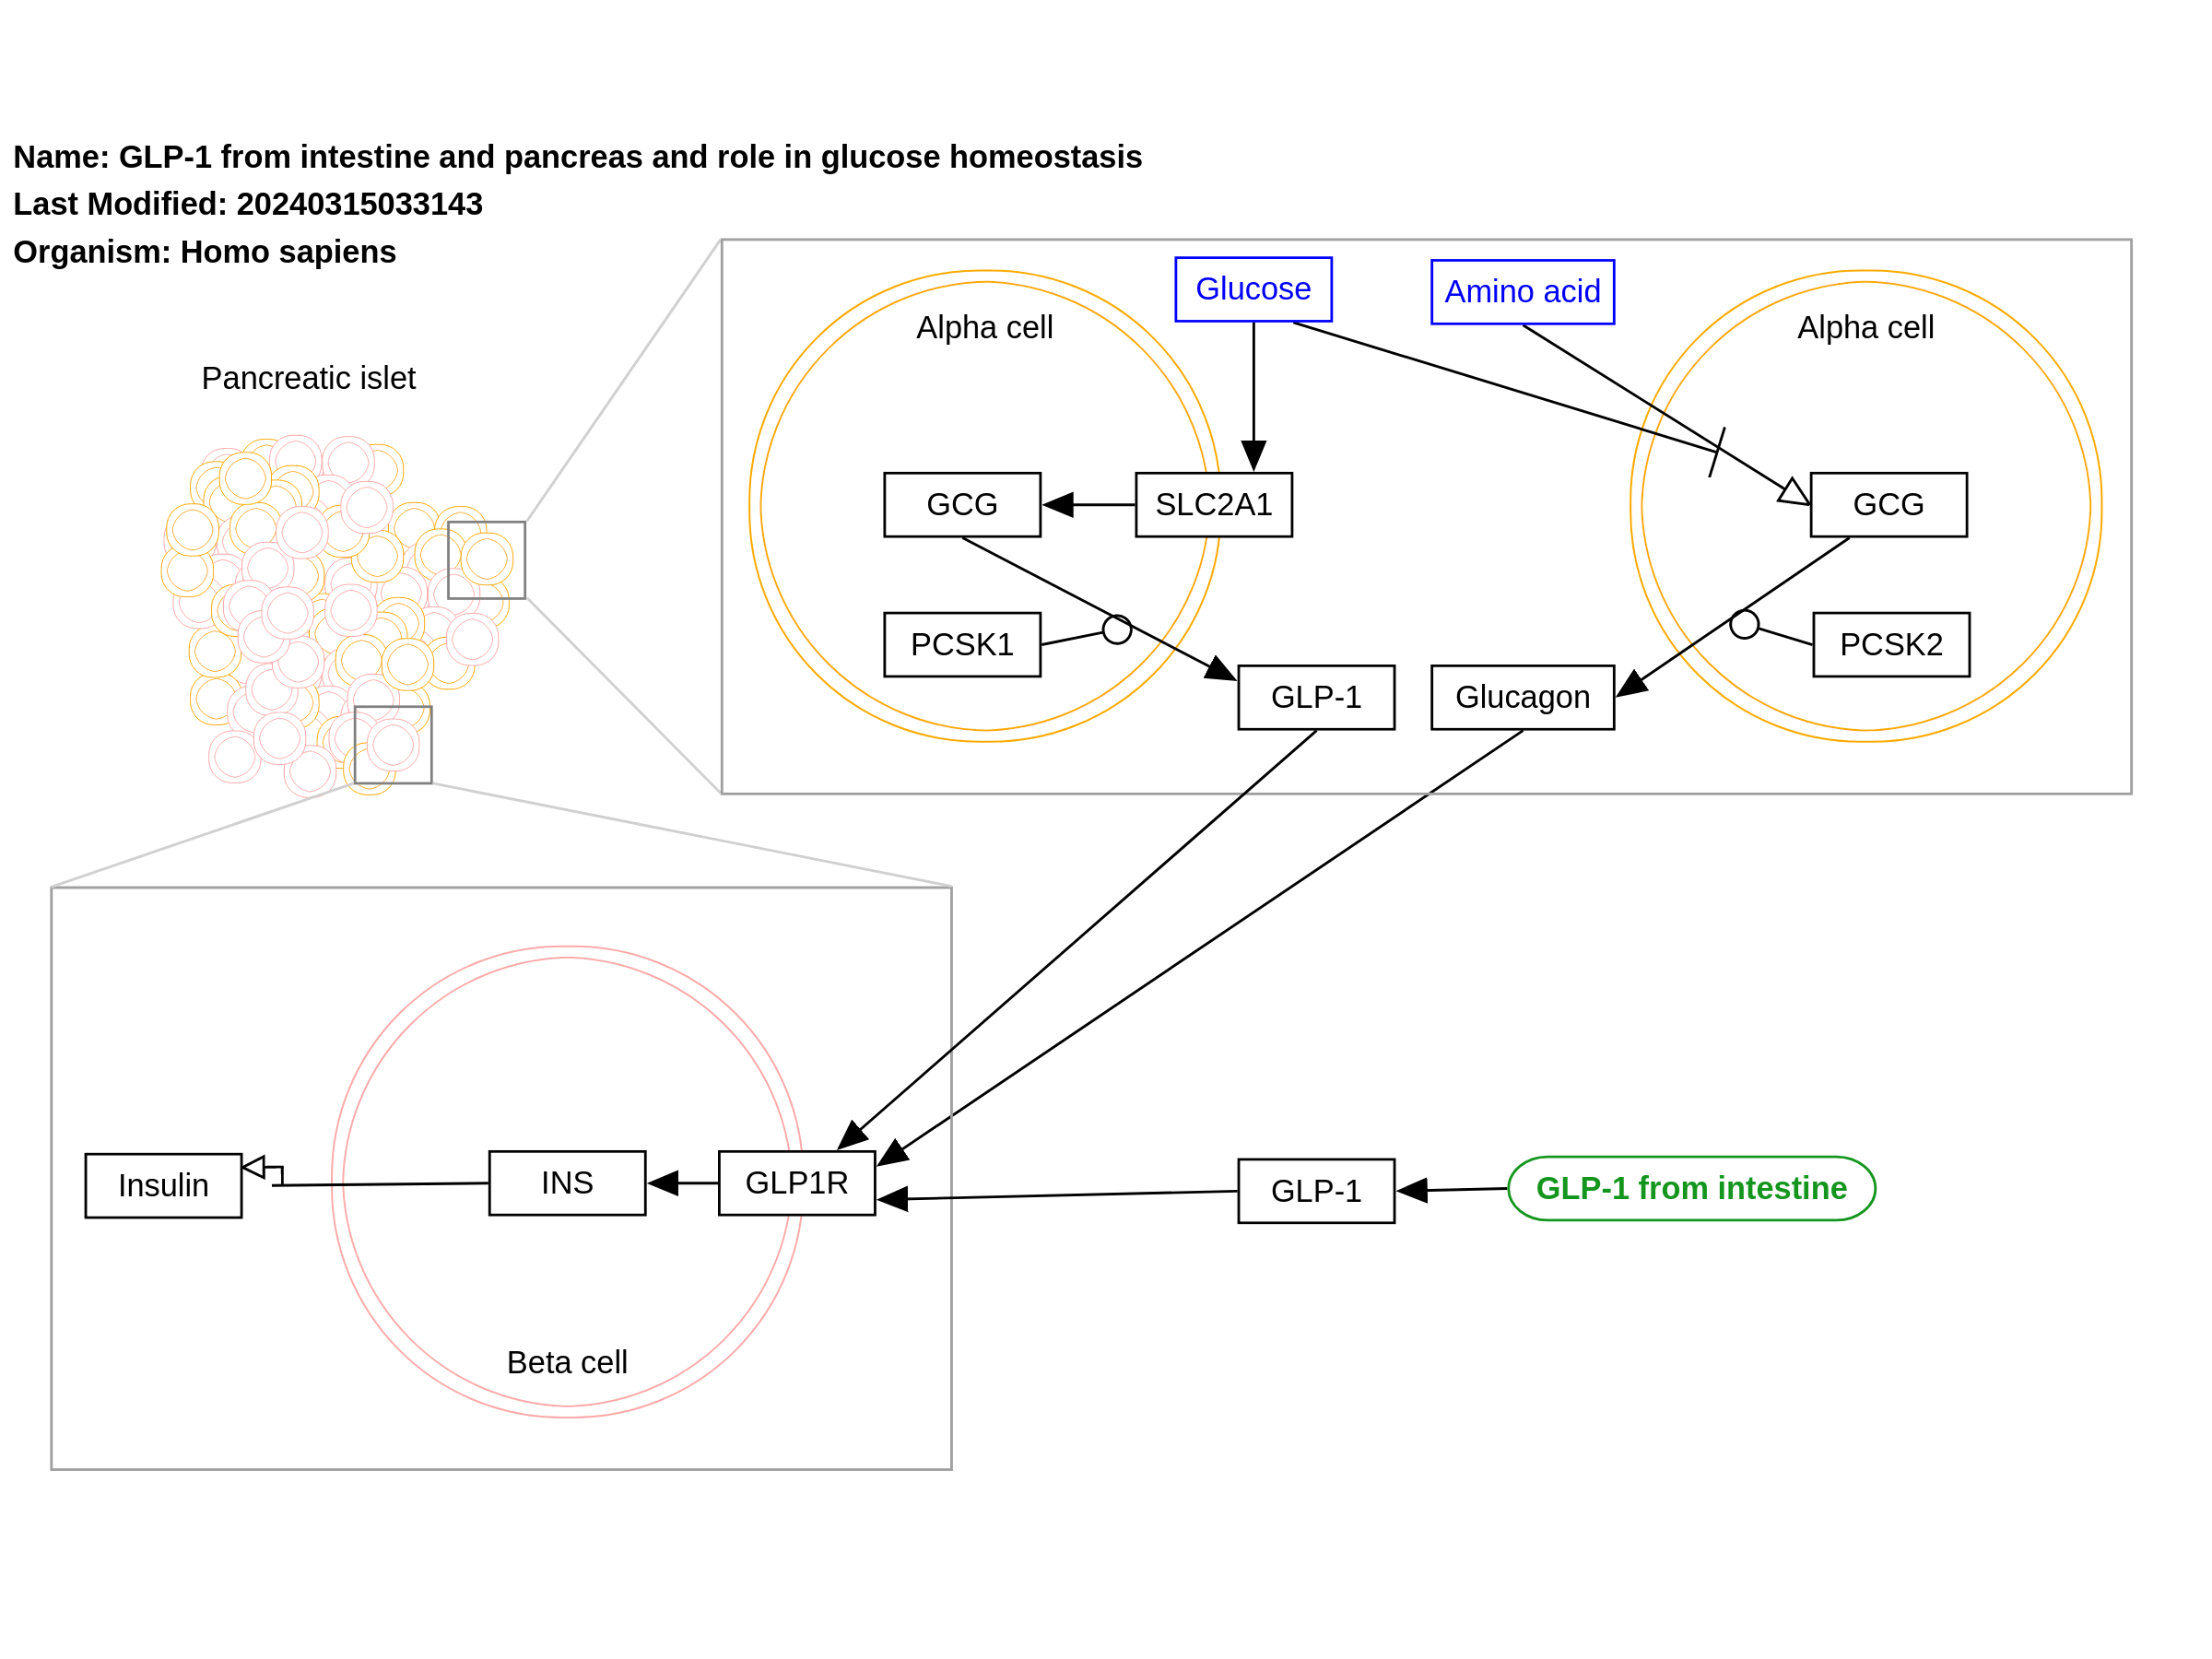 Name: GLP-1 from intestine and pancreas and role in glucose homeostasis
Last Modified: 20240315033143
Organism: Homo sapiens
Glucose
Amino acid
Alpha cell
Alpha cell
Pancreatic islet
GCG
SLC2A1
GCG
PCSK1
PCSK2
GLP-1
Glucagon
Insulin
INS
GLP1R
GLP-1
GLP-1 from intestine
Beta cell